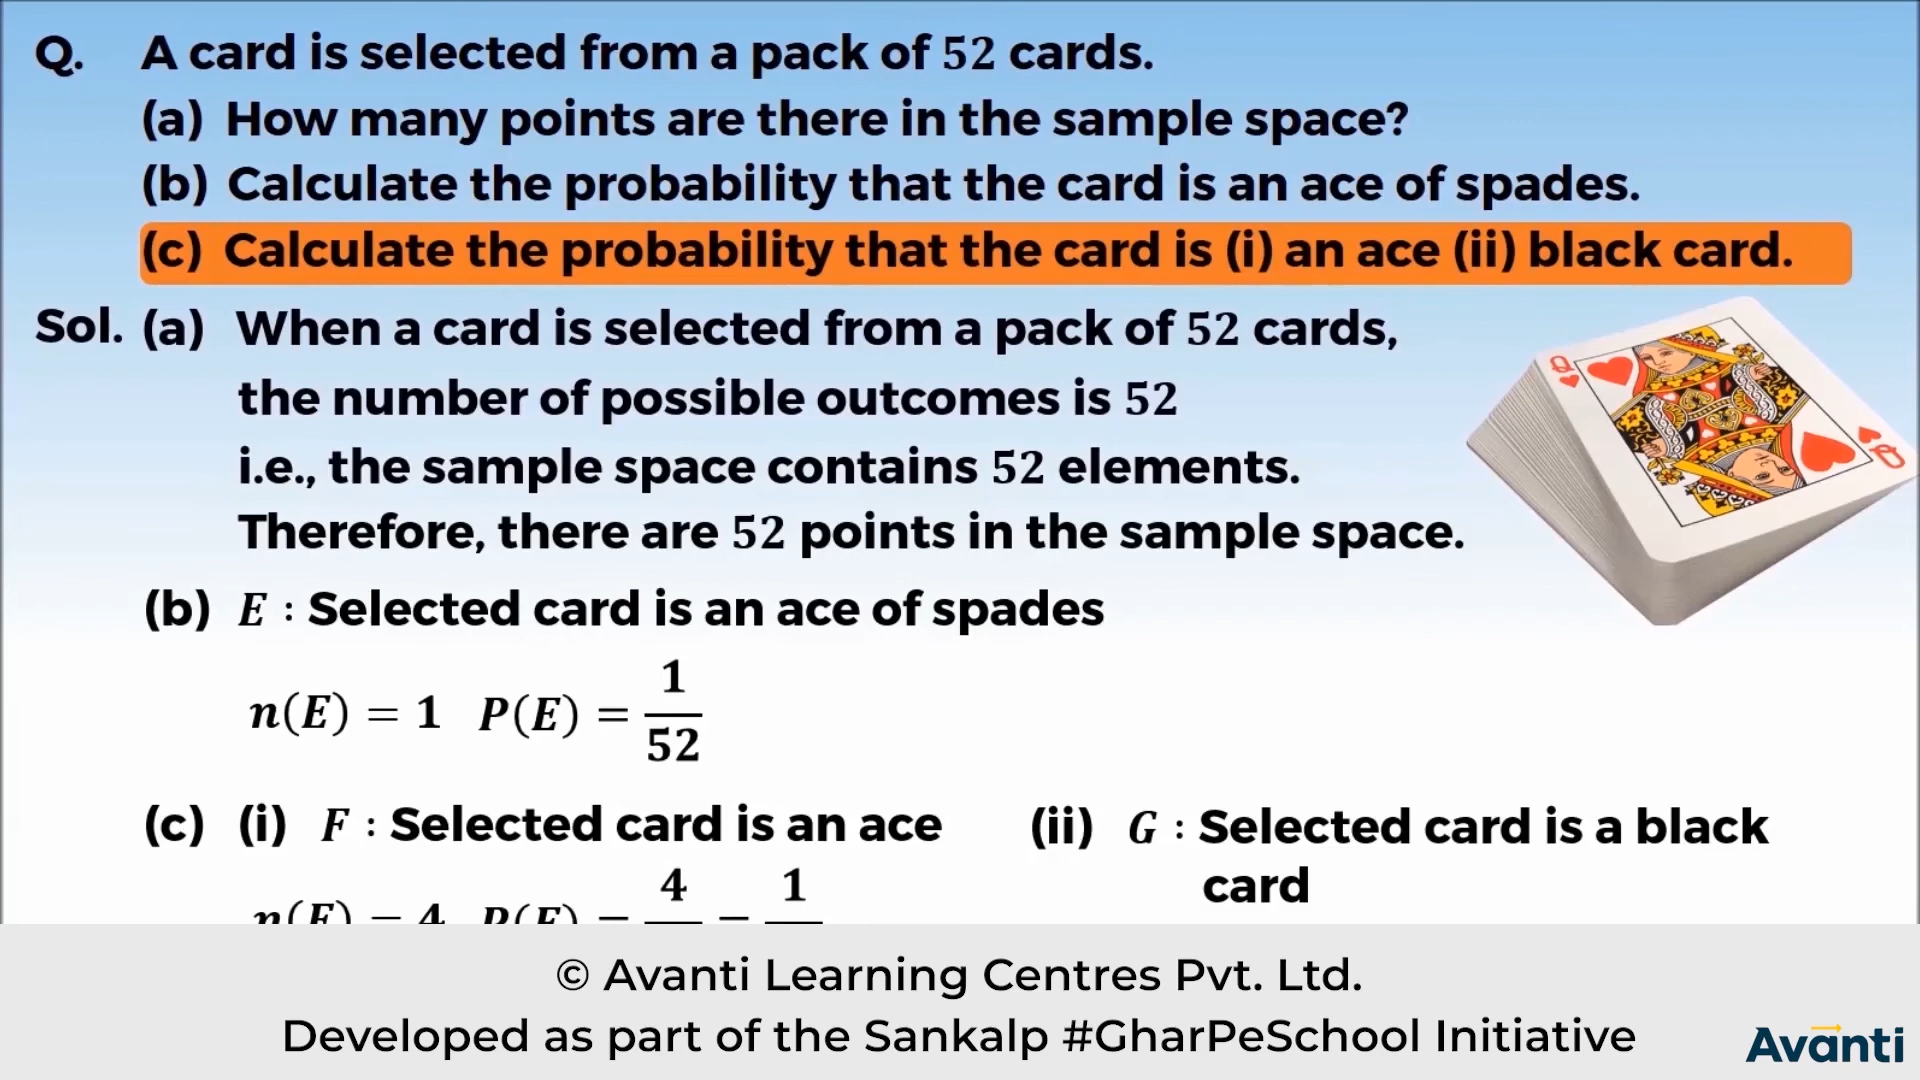 Q. A card is selected from a pack of 52 cards.
(a) How many points are there in the sample space?
(b) Calculate the probability that the card is an ace of spades.
(c) Calculate the probability that the card is (i) an ace (ii) black card.
Sol. (a) When a card is selected from a pack of 52 cards,
the number of possible outcomes is 52
i.e., the sample space contains 52 elements.
Therefore, there are 52 points in the sample space.
(b) E : Selected card is an ace of spades
n(E) = 1 P(E) = 1/52
(c) (i) F : Selected card is an ace
(ii) G : Selected card is a black
card
n(F) = 4 P(F) = 4 = 1
Q
Q
© Avanti Learning Centres Pvt. Ltd.
Developed as part of the Sankalp #GharPeSchool Initiative
Avanti